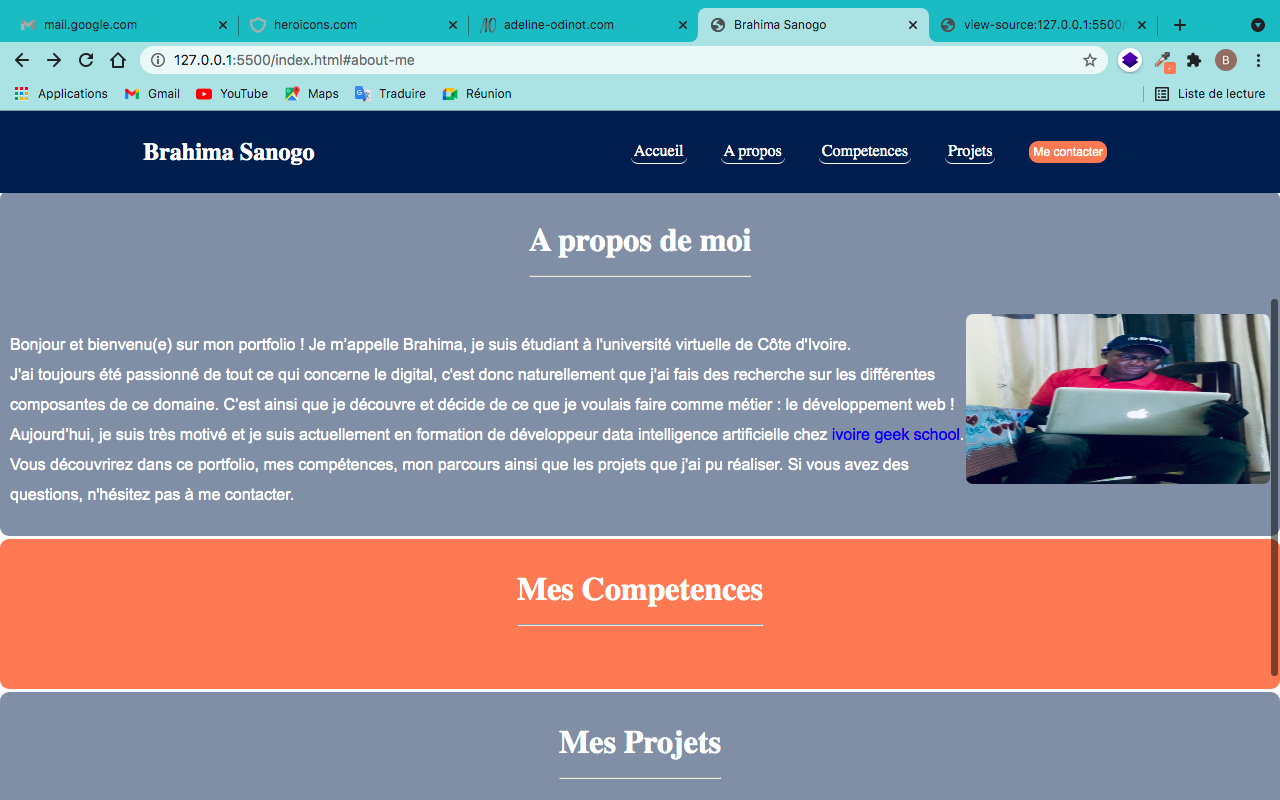 mail.google.com
heroicons.com
adeline-odinot.com
Brahima Sanogo
view-source:127.0.0.1:5500/
127.0.0.1:5500/index.html#about-me
B
Applications
Gmail
YouTube
Maps
Traduire
Réunion
Liste de lecture
Brahima Sanogo
Accueil
A propos
Competences
Projets
Me contacter
A propos de moi
Bonjour et bienvenu(e) sur mon portfolio ! Je m'appelle Brahima, je suis étudiant à l'université virtuelle de Côte d'Ivoire.
J'ai toujours été passionné de tout ce qui concerne le digital, c'est donc naturellement que j'ai fais des recherche sur les différentes
composantes de ce domaine. C'est ainsi que je découvre et décide de ce que je voulais faire comme métier : le développement web !
Aujourd'hui, je suis très motivé et je suis actuellement en formation de développeur data intelligence artificielle chez ivoire geek school.
Vous découvrirez dans ce portfolio, mes compétences, mon parcours ainsi que les projets que j'ai pu réaliser. Si vous avez des
questions, n'hésitez pas à me contacter.
Mes Competences
Mes Projets